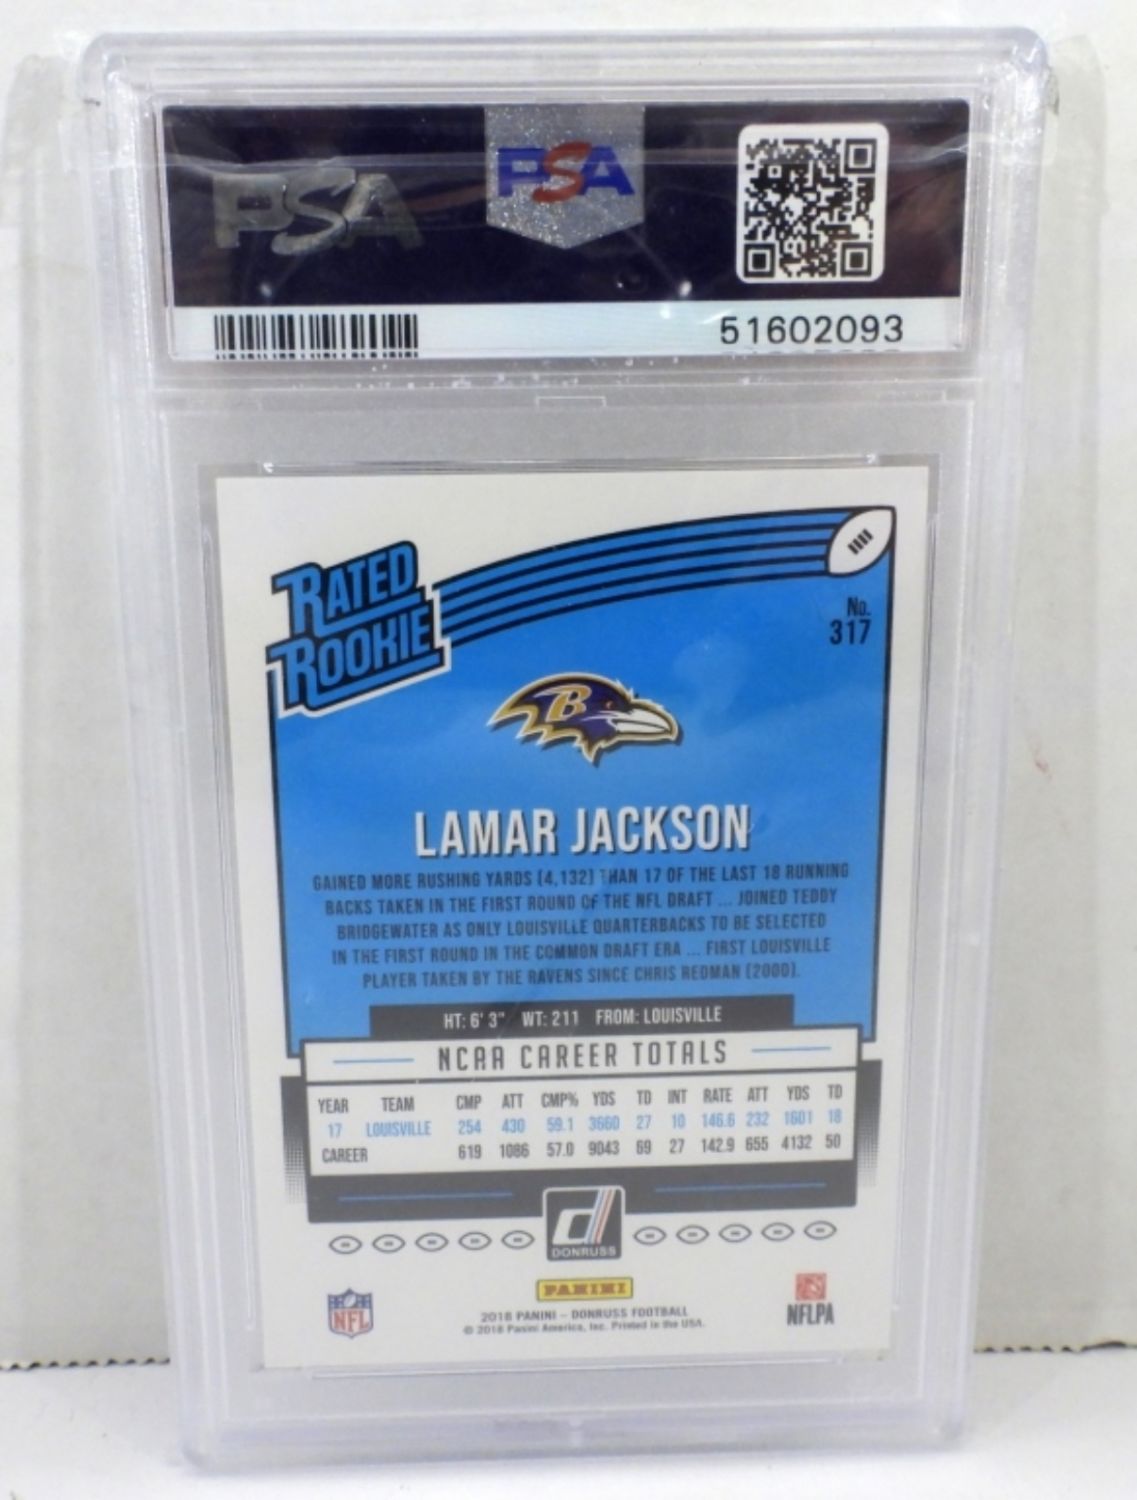 PSA
PSA
51602093
RATED
ROOKIE
No.
317
B
LAMAR JACKSON
GAINED MORE RUSHING YARDS (4,132) THAN 17 OF THE LAST 18 RUNNING
BACKS TAKEN IN THE FIRST ROUND OF THE NFL DRAFT ... JOINED TEDDY
BRIDGEWATER AS ONLY LOUISVILLE QUARTERBACKS TO BE SELECTED
IN THE FIRST ROUND IN THE COMMON DRAFT ERA ... FIRST LOUISVILLE
PLAYER TAKEN BY THE RAVENS SINCE CHRIS REDMAN (2000).
HT: 6' 3" WT: 211 FROM: LOUISVILLE
NCAA CAREER TOTALS
YEAR TEAM CMP ATT CMP% YDS TD INT RATE ATT YDS TD
17 LOUISVILLE 254 430 59.1 3660 27 10 146.6 232 1601 18
CAREER 619 1086 57.0 9043 69 27 142.9 655 4132 50
d
DONRUSS
PANINI
NFL
2018 PANINI – DONRUSS FOOTBALL
© 2018 Panini America, Inc. Printed in the USA.
NFLPA